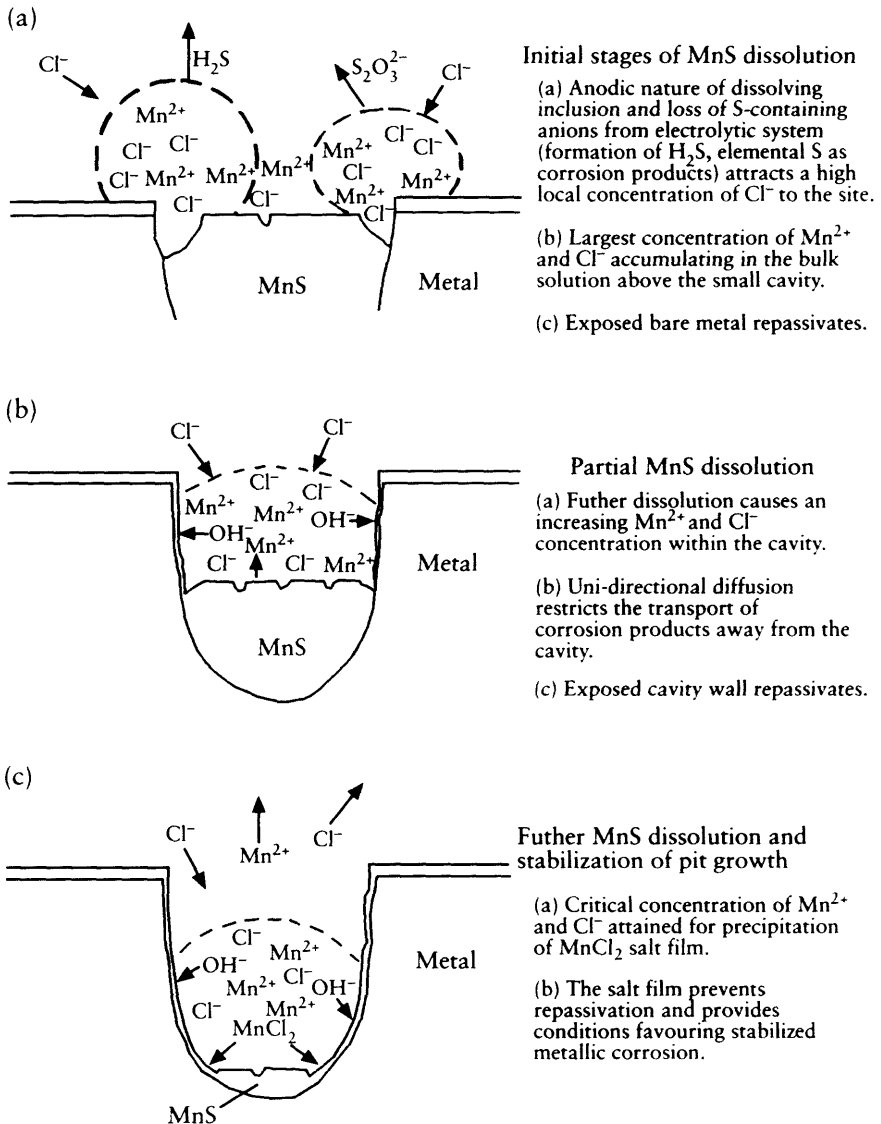 (a)
H₂S
Cl⁻
S₂O₃²⁻
Cl⁻
Mn²⁺
Cl⁻
Cl⁻
Cl⁻
Mn²⁺
Mn²⁺
Mn²⁺
Cl⁻
Cl⁻
Mn²⁺
Cl⁻
Cl⁻
Cl⁻
Mn²⁺
Mn²⁺
Cl⁻
MnS
Metal
Initial stages of MnS dissolution
(a) Anodic nature of dissolving
inclusion and loss of S-containing
anions from electrolytic system
(formation of H₂S, elemental S as
corrosion products) attracts a high
local concentration of Cl⁻ to the site.
(b) Largest concentration of Mn²⁺
and Cl⁻ accumulating in the bulk
solution above the small cavity.
(c) Exposed bare metal repassivates.
(b)
Cl⁻
Cl⁻
Cl⁻
Cl⁻
Mn²⁺
Mn²⁺
OH⁻
OH⁻
Mn²⁺
Cl⁻
Cl⁻
Mn²⁺
MnS
Metal
Partial MnS dissolution
(a) Futher dissolution causes an
increasing Mn²⁺ and Cl⁻
concentration within the cavity.
(b) Uni-directional diffusion
restricts the transport of
corrosion products away from the
cavity.
(c) Exposed cavity wall repassivates.
(c)
Cl⁻
Mn²⁺
Cl⁻
Cl⁻
Mn²⁺
OH⁻
Cl⁻
Mn²⁺
OH⁻
Cl⁻
Mn²⁺
MnCl₂
MnS
Metal
Futher MnS dissolution and
stabilization of pit growth
(a) Critical concentration of Mn²⁺
and Cl⁻ attained for precipitation
of MnCl₂ salt film.
(b) The salt film prevents
repassivation and provides
conditions favouring stabilized
metallic corrosion.